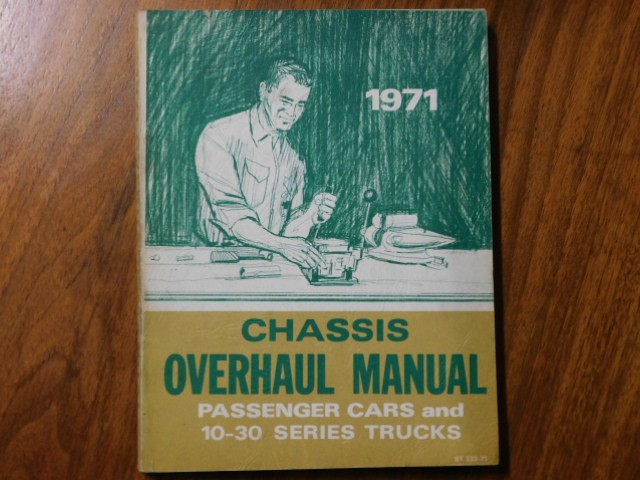 1971
CHASSIS
OVERHAUL MANUAL
PASSENGER CARS and
10-30 SERIES TRUCKS